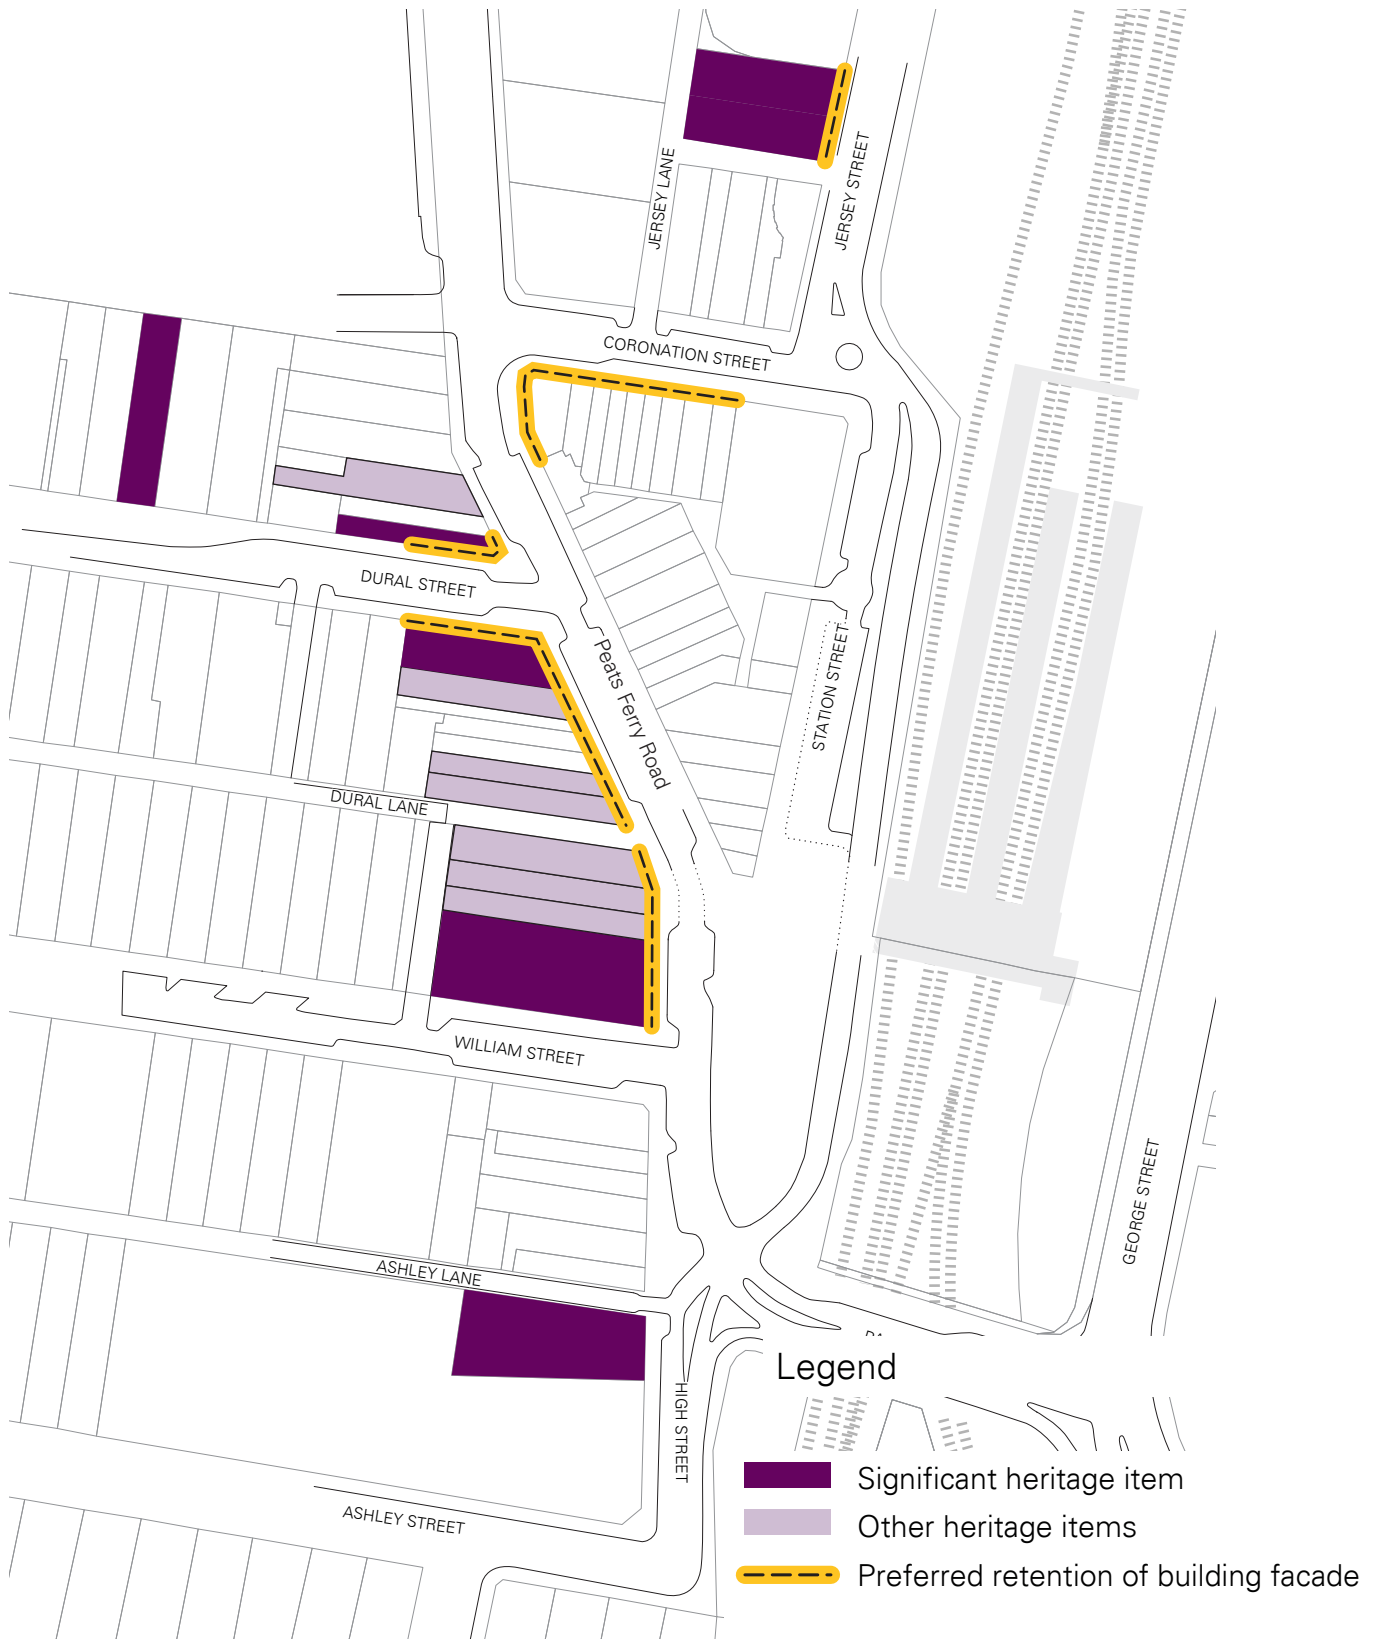 JERSEY LANE
JERSEY STREET
CORONATION STREET
DURAL STREET
Peats Ferry Road
STATION STREET
DURAL LANE
WILLIAM STREET
GEORGE STREET
ASHLEY LANE
HIGH STREET
ASHLEY STREET
Legend
Significant heritage item
Other heritage items
Preferred retention of building facade